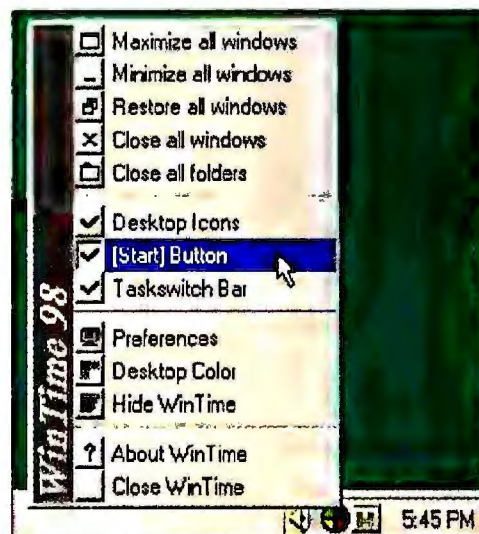 Maximize all windows
Minimize all windows
Restore all windows
Close all windows
Close all folders
Desktop Icons
[Start] Button
Taskswitch Bar
Preferences
Desktop Color
Hide WinTime
? About WinTime
Close WinTime
WinTime 98
M 5:45 PM